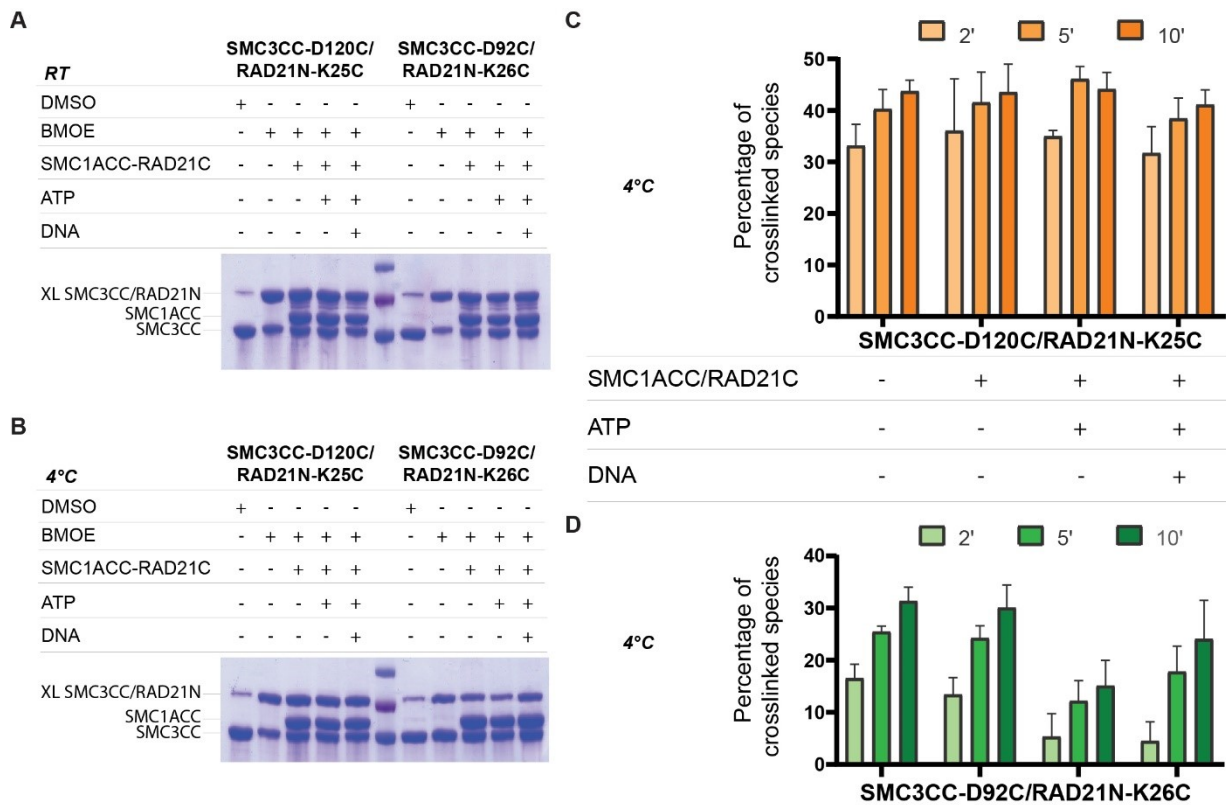 A
SMC3CC-D120C/ SMC3CC-D92C/
RT RAD21N-K25C RAD21N-K26C
DMSO + - - - - + - - - -
BMOE - + + + + - + + + +
SMC1ACC-RAD21C - - + + + - - + + +
ATP - - - + + - - - + +
DNA - - - - + - - - - +
XL SMC3CC/RAD21N
SMC1ACC
SMC3CC
B
SMC3CC-D120C/ SMC3CC-D92C/
4°C RAD21N-K25C RAD21N-K26C
DMSO + - - - - + - - - -
BMOE - + + + + - + + + +
SMC1ACC-RAD21C - - + + + - - + + +
ATP - - - + + - - - + +
DNA - - - - + - - - - +
XL SMC3CC/RAD21N
SMC1ACC
SMC3CC
C
2' 5' 10'
4°C
Percentage of
crosslinked species
50
40
30
20
10
0
SMC3CC-D120C/RAD21N-K25C
SMC1ACC/RAD21C - + + +
ATP - - + +
DNA - - - +
D
2' 5' 10'
4°C
Percentage of
crosslinked species
40
30
20
10
0
SMC3CC-D92C/RAD21N-K26C